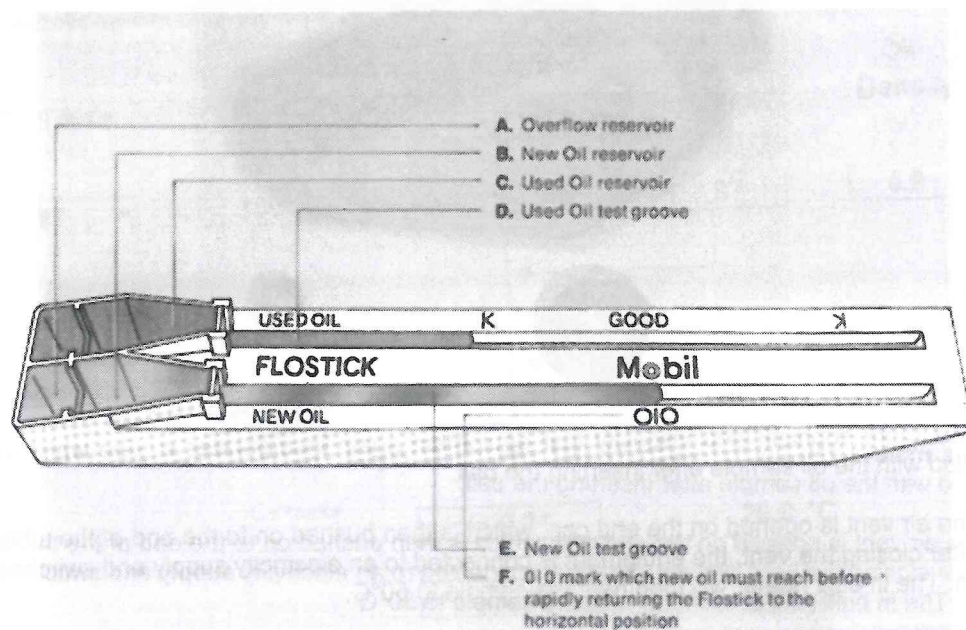 A. Overflow reservoir
B. New Oil reservoir
C. Used Oil reservoir
D. Used Oil test groove
USED OIL K GOOD
FLOSTICK Mobil
NEW OIL OIO
E. New Oil test groove
F. OIO mark which new oil must reach before
rapidly returning the Flostick to the
horizontal position